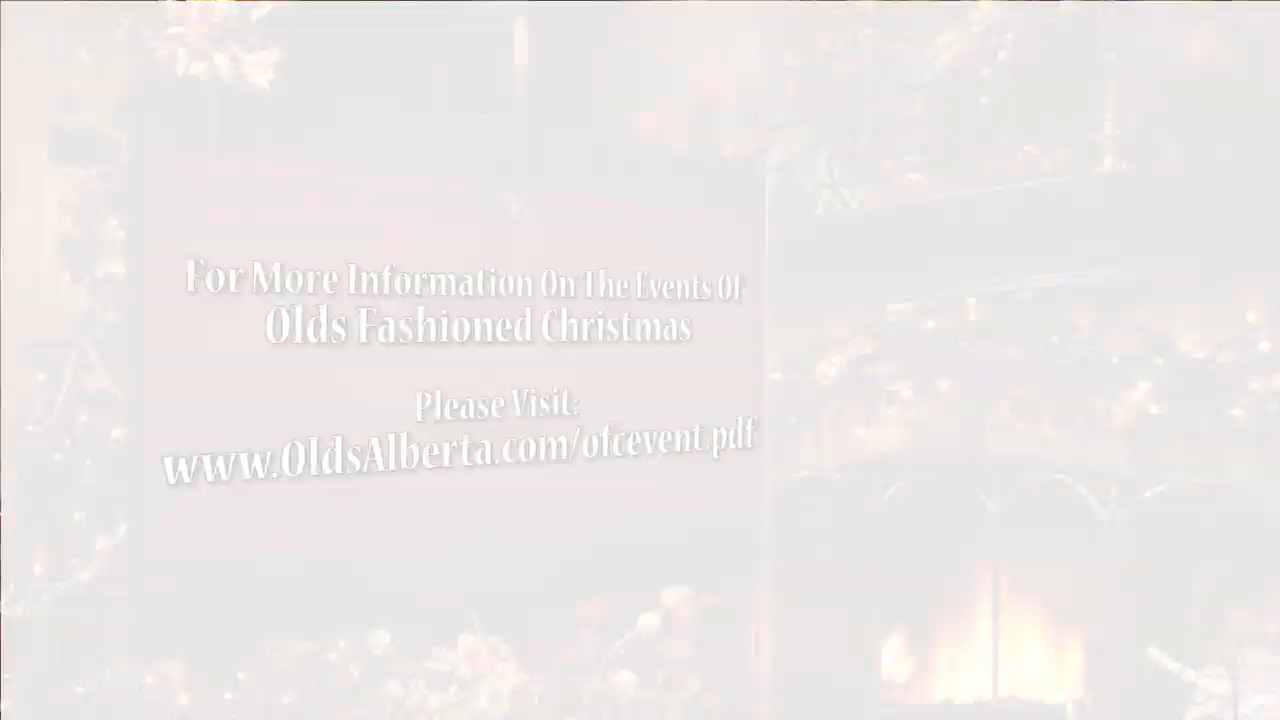 For More Information On The Events Of
Olds Fashioned Christmas
Please Visit:
www.OldsAlberta.com/ofcevent.pdf